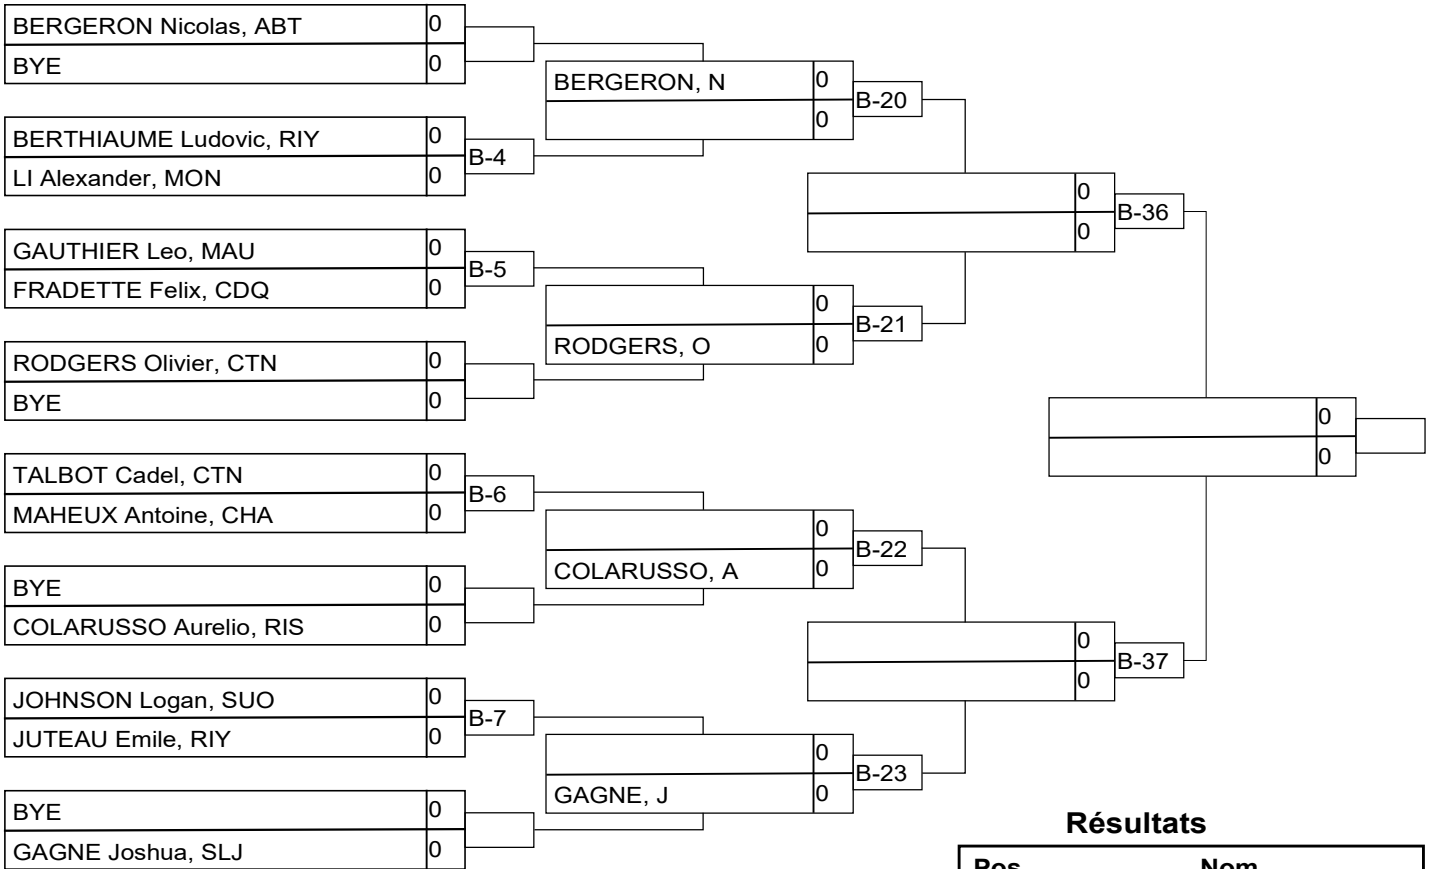 BERGERON Nicolas, ABT 0
BYE 0
BERTHIAUME Ludovic, RIY 0
LI Alexander, MON 0
B-4
GAUTHIER Leo, MAU 0
FRADETTE Felix, CDQ 0
B-5
RODGERS Olivier, CTN 0
BYE 0
TALBOT Cadel, CTN 0
MAHEUX Antoine, CHA 0
B-6
BYE 0
COLARUSSO Aurelio, RIS 0
JOHNSON Logan, SUO 0
JUTEAU Emile, RIY 0
B-7
BYE 0
GAGNE Joshua, SLJ 0
BERGERON, N 0
0
B-20
0
RODGERS, O 0
B-21
0
COLARUSSO, A 0
B-22
0
GAGNE, J 0
B-23
0
0
B-36
0
0
B-37
0
0
Résultats
Pos Nom